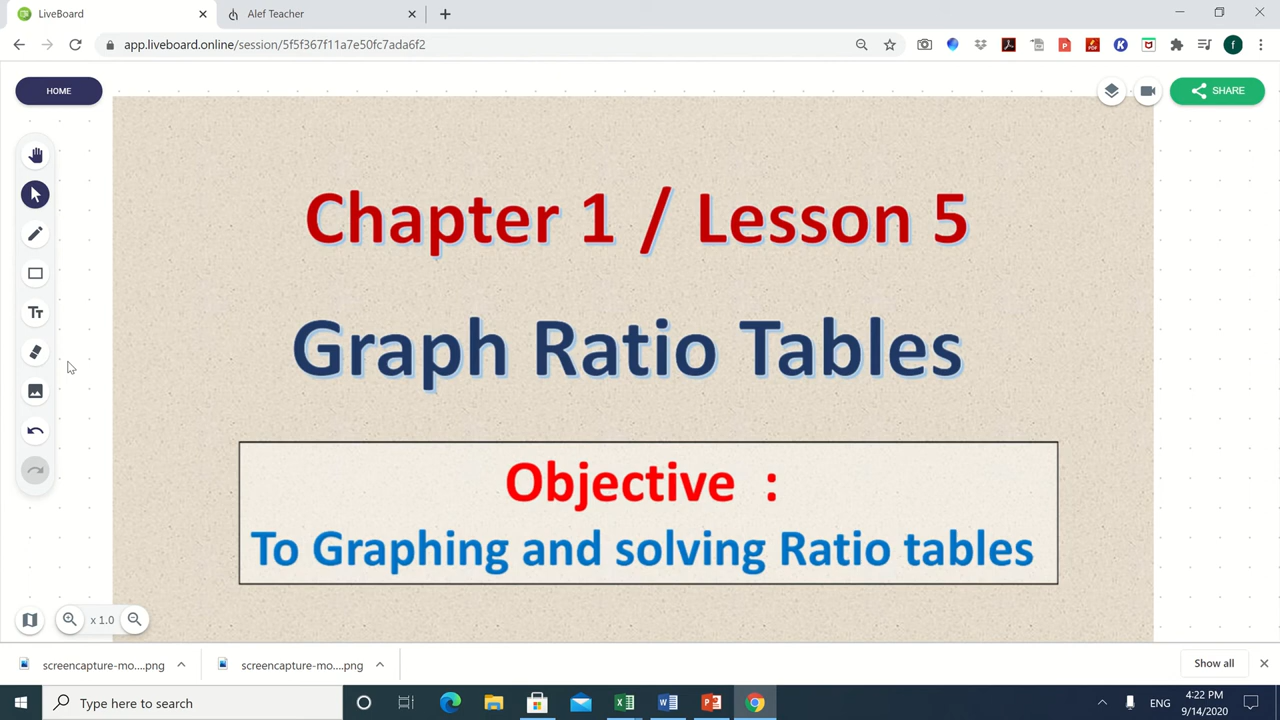 LiveBoard
Alef Teacher
app.liveboard.online/session/5f5f367f11a7e50fc7ada6f2
HOME
SHARE
Chapter 1 / Lesson 5
Graph Ratio Tables
Objective :
To Graphing and solving Ratio tables
Tт
x 1.0
screencapture-mo....png
screencapture-mo....png
Show all
Type here to search
ENG
4:22 PM
9/14/2020